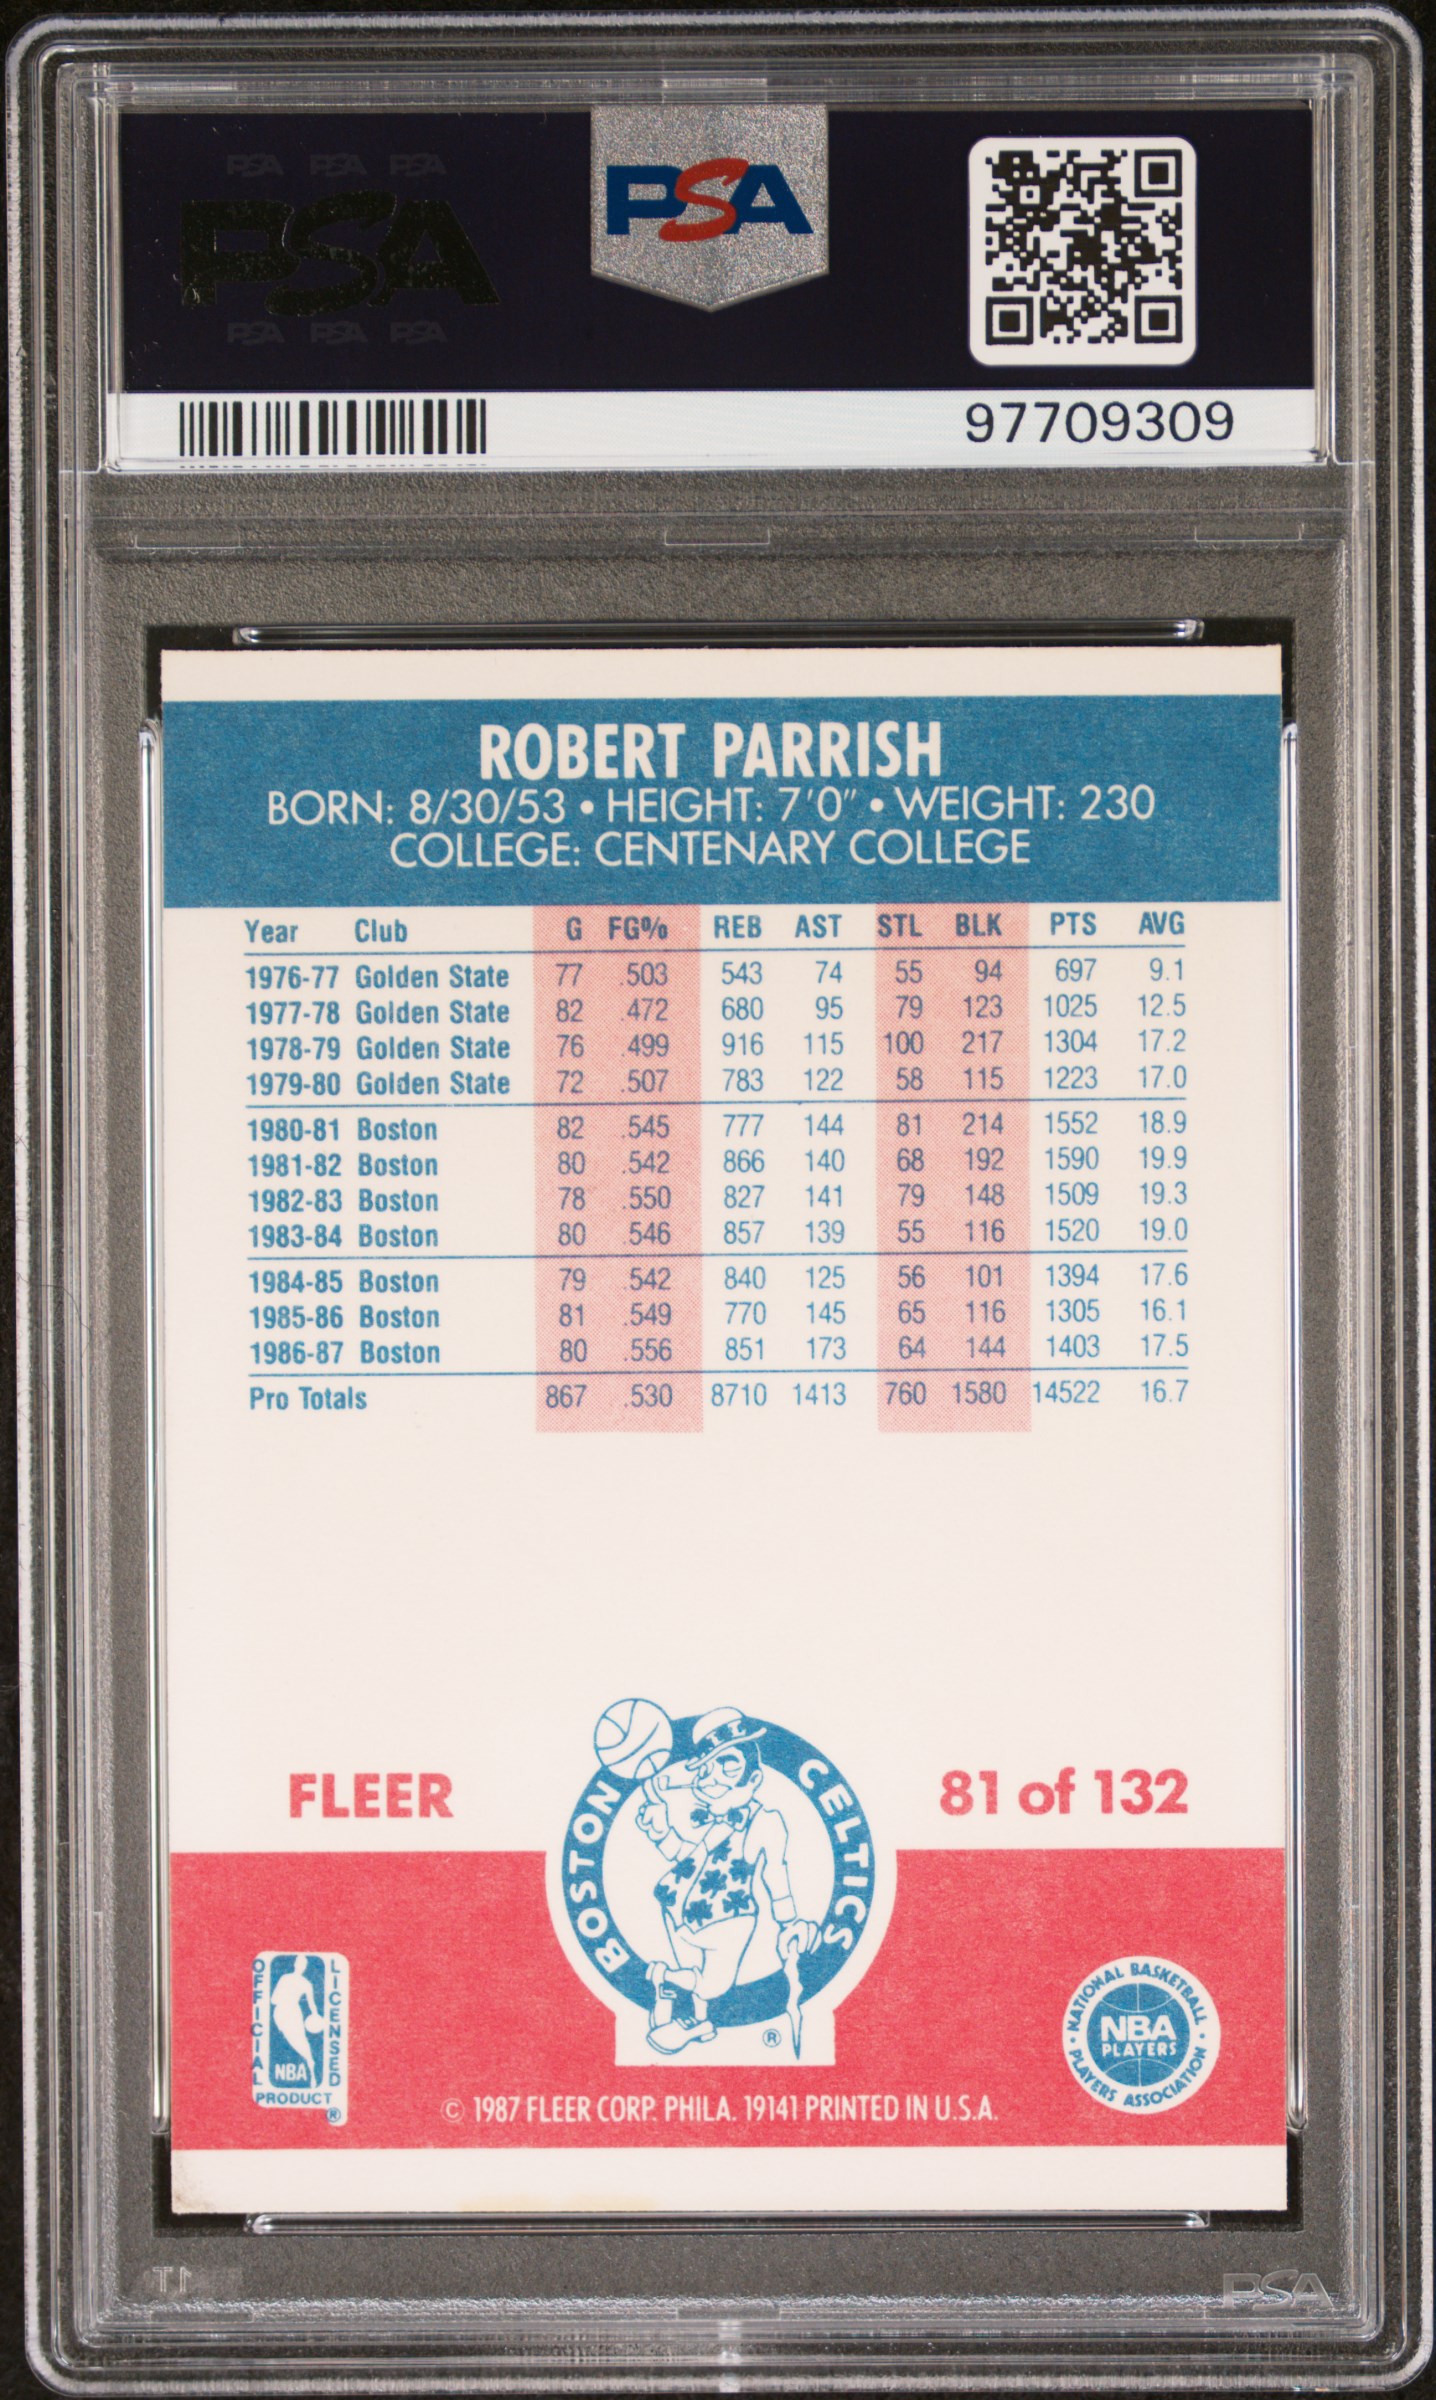 PSA PSA PSA
PSA
PSA PSA PSA
PSA
97709309
ROBERT PARRISH
BORN: 8/30/53 • HEIGHT: 7'0" • WEIGHT: 230
COLLEGE: CENTENARY COLLEGE
Year Club G FG% REB AST STL BLK PTS AVG
1976-77 Golden State 77 .503 543 74 55 94 697 9.1
1977-78 Golden State 82 .472 680 95 79 123 1025 12.5
1978-79 Golden State 76 .499 916 115 100 217 1304 17.2
1979-80 Golden State 72 .507 783 122 58 115 1223 17.0
1980-81 Boston 82 .545 777 144 81 214 1552 18.9
1981-82 Boston 80 .542 866 140 68 192 1590 19.9
1982-83 Boston 78 .550 827 141 79 148 1509 19.3
1983-84 Boston 80 .546 857 139 55 116 1520 19.0
1984-85 Boston 79 .542 840 125 56 101 1394 17.6
1985-86 Boston 81 .549 770 145 65 116 1305 16.1
1986-87 Boston 80 .556 851 173 64 144 1403 17.5
Pro Totals 867 .530 8710 1413 760 1580 14522 16.7
FLEER
BOSTON CELTICS
®
81 of 132
OFFICIAL LICENSED
NBA
PRODUCT
®
NATIONAL BASKETBALL
NBA
PLAYERS
PLAYERS ASSOCIATION
© 1987 FLEER CORP. PHILA. 19141 PRINTED IN U.S.A.
PSA